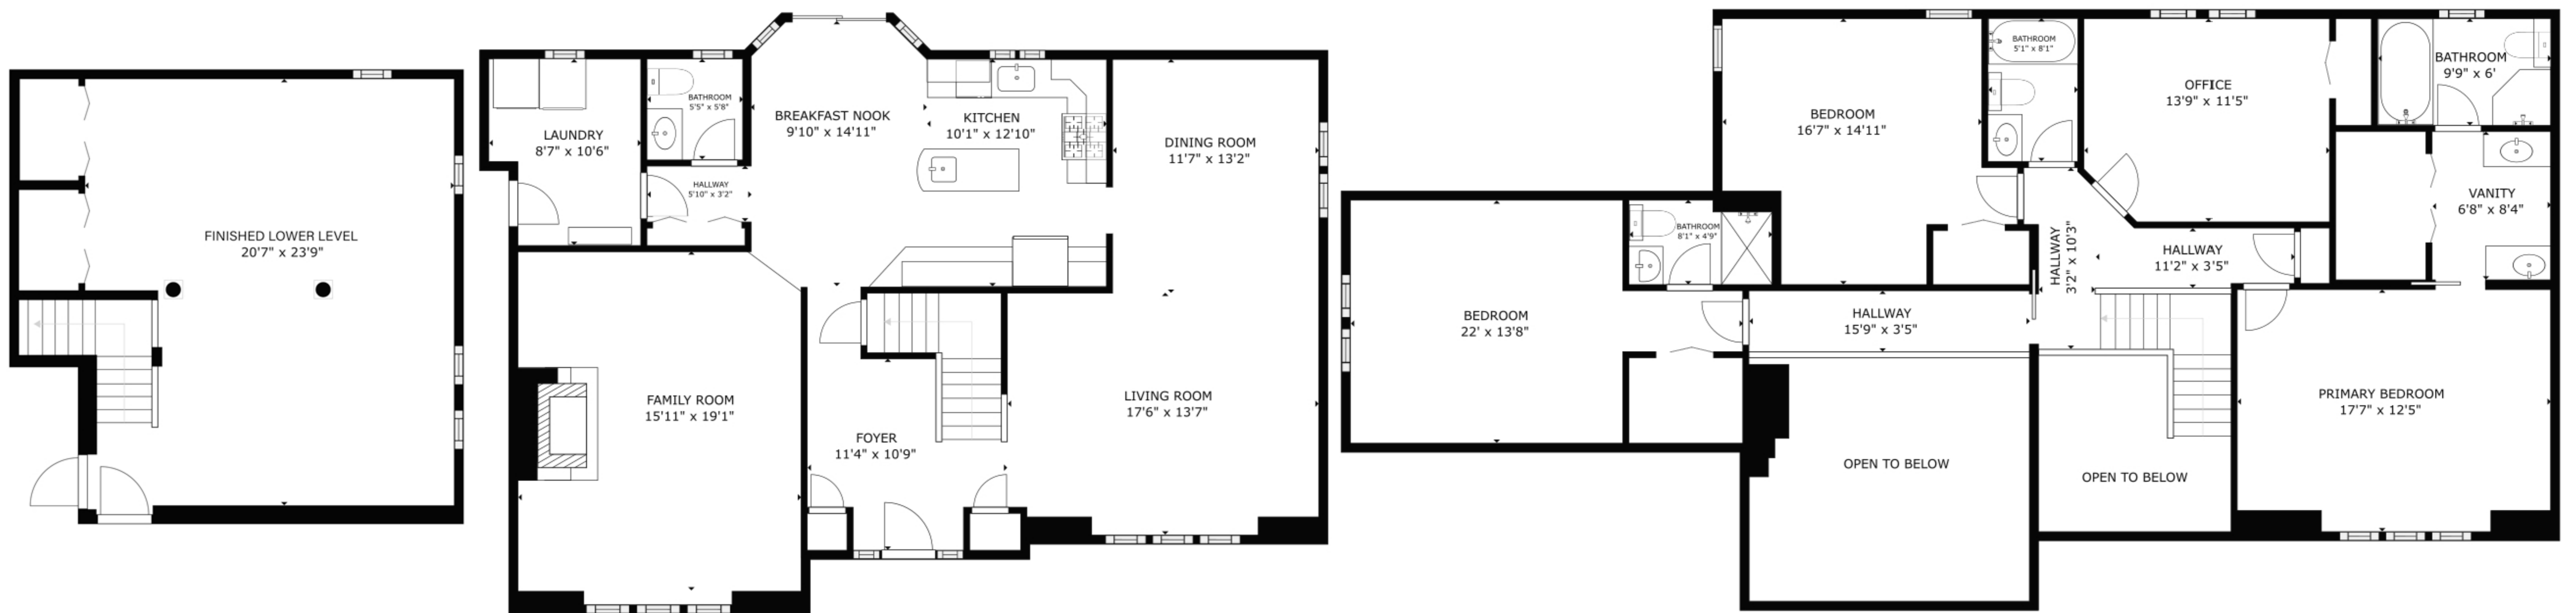 FINISHED LOWER LEVEL
20'7" x 23'9"
LAUNDRY
8'7" x 10'6"
BATHROOM
5'5" x 5'8"
HALLWAY
5'10" x 3'2"
BREAKFAST NOOK
9'10" x 14'11"
KITCHEN
10'1" x 12'10"
DINING ROOM
11'7" x 13'2"
FAMILY ROOM
15'11" x 19'1"
FOYER
11'4" x 10'9"
LIVING ROOM
17'6" x 13'7"
BEDROOM
22' x 13'8"
BATHROOM
8'1" x 4'9"
BEDROOM
16'7" x 14'11"
BATHROOM
5'1" x 8'1"
OFFICE
13'9" x 11'5"
BATHROOM
9'9" x 6'
VANITY
6'8" x 8'4"
HALLWAY
3'2" x 10'3"
HALLWAY
11'2" x 3'5"
HALLWAY
15'9" x 3'5"
PRIMARY BEDROOM
17'7" x 12'5"
OPEN TO BELOW
OPEN TO BELOW